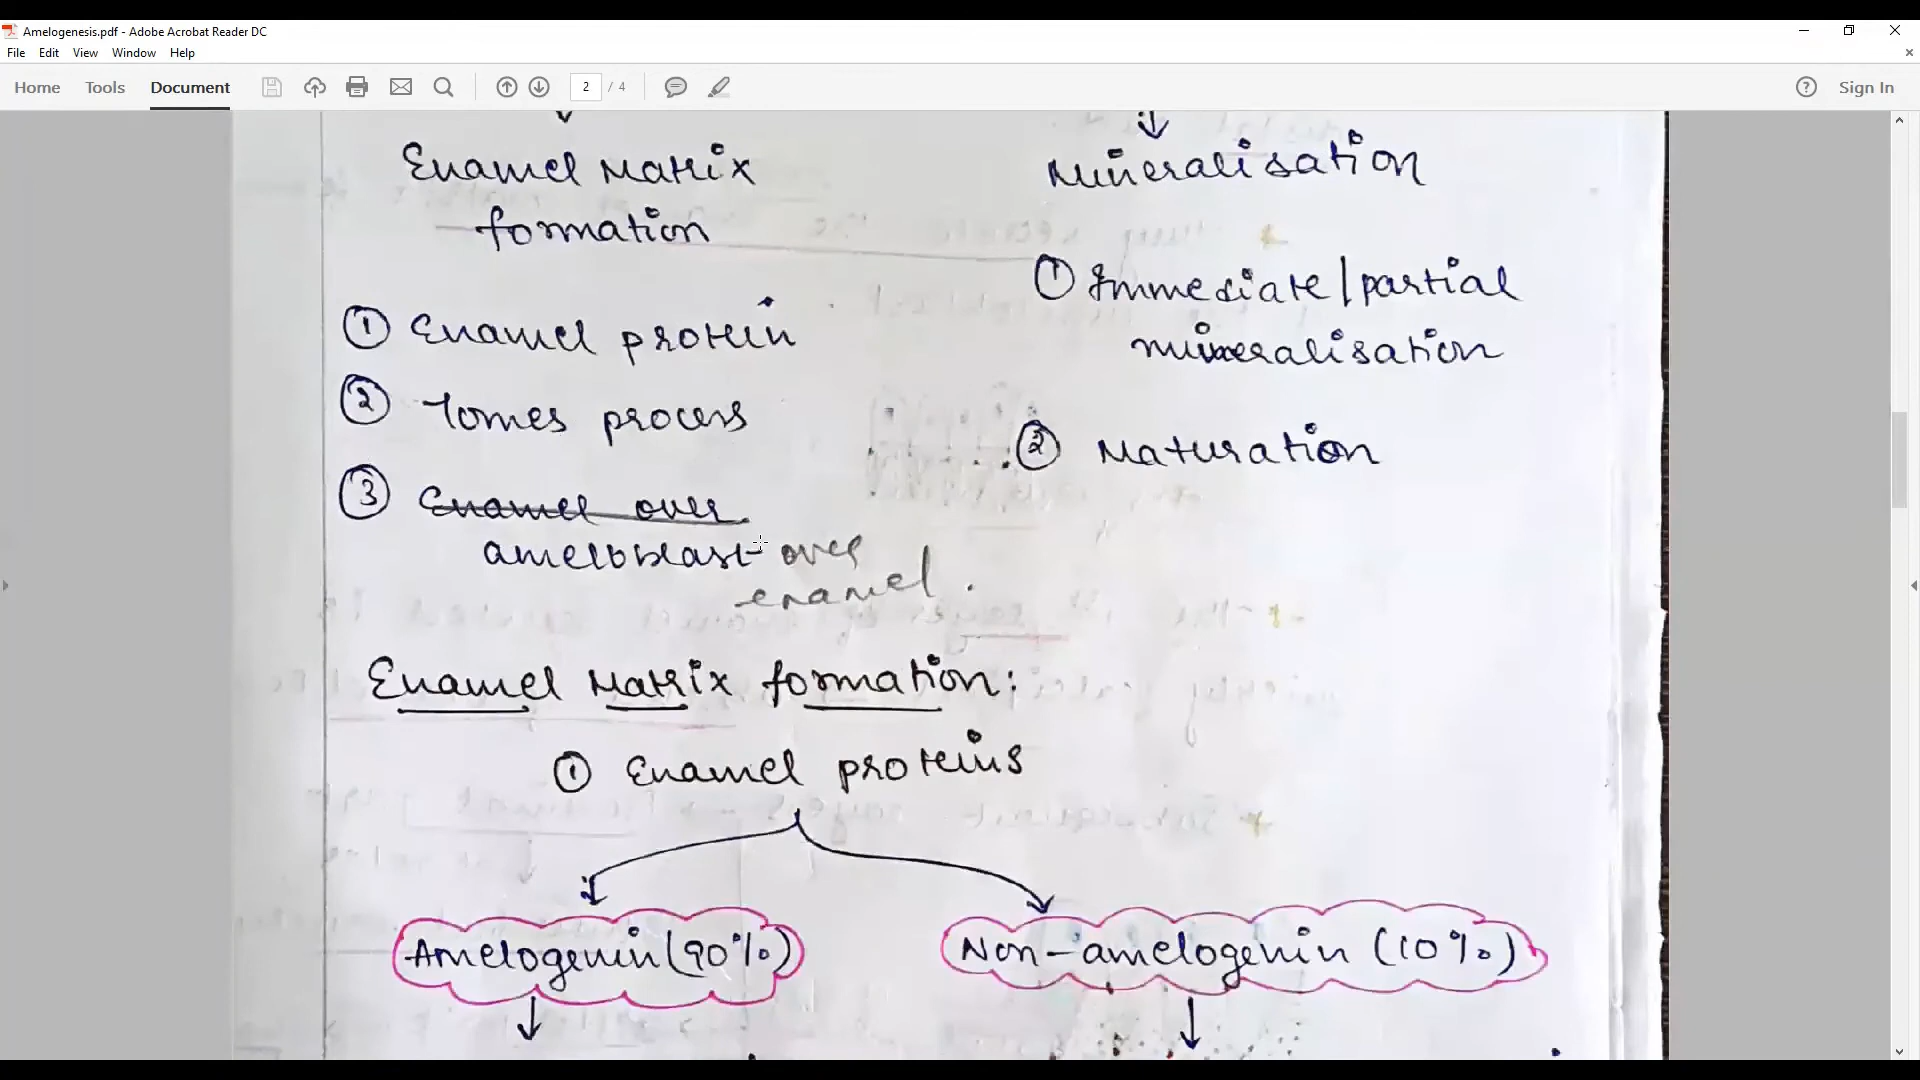 Amelogenesis.pdf - Adobe Acrobat Reader DC
File Edit View Window Help
Home Tools Document 2 / 4 Sign In
Enamel Matrix
formation
① Enamel protein
② Tomes process
③ Enamel over
ameloblast over
enamel.
Mineralisation
① Immediate/partial
mineralisation
② Maturation
Enamel Matrix formation:
① Enamel proteins
Amelogenin (90%)
Non-amelogenin (10%)